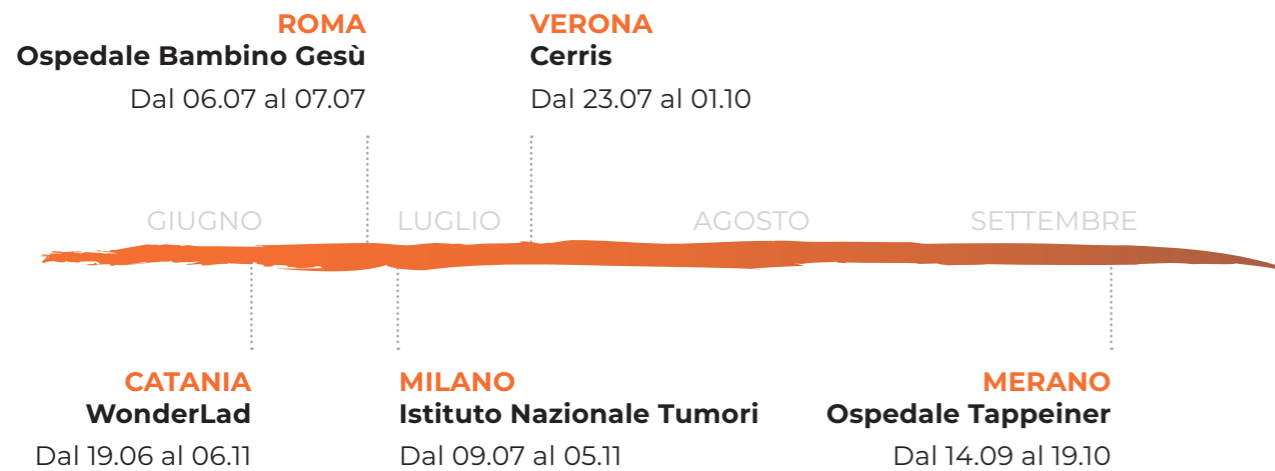 ROMA
Ospedale Bambino Gesù
Dal 06.07 al 07.07
VERONA
Cerris
Dal 23.07 al 01.10
GIUGNO
LUGLIO
AGOSTO
SETTEMBRE
CATANIA
WonderLad
Dal 19.06 al 06.11
MILANO
Istituto Nazionale Tumori
Dal 09.07 al 05.11
MERANO
Ospedale Tappeiner
Dal 14.09 al 19.10